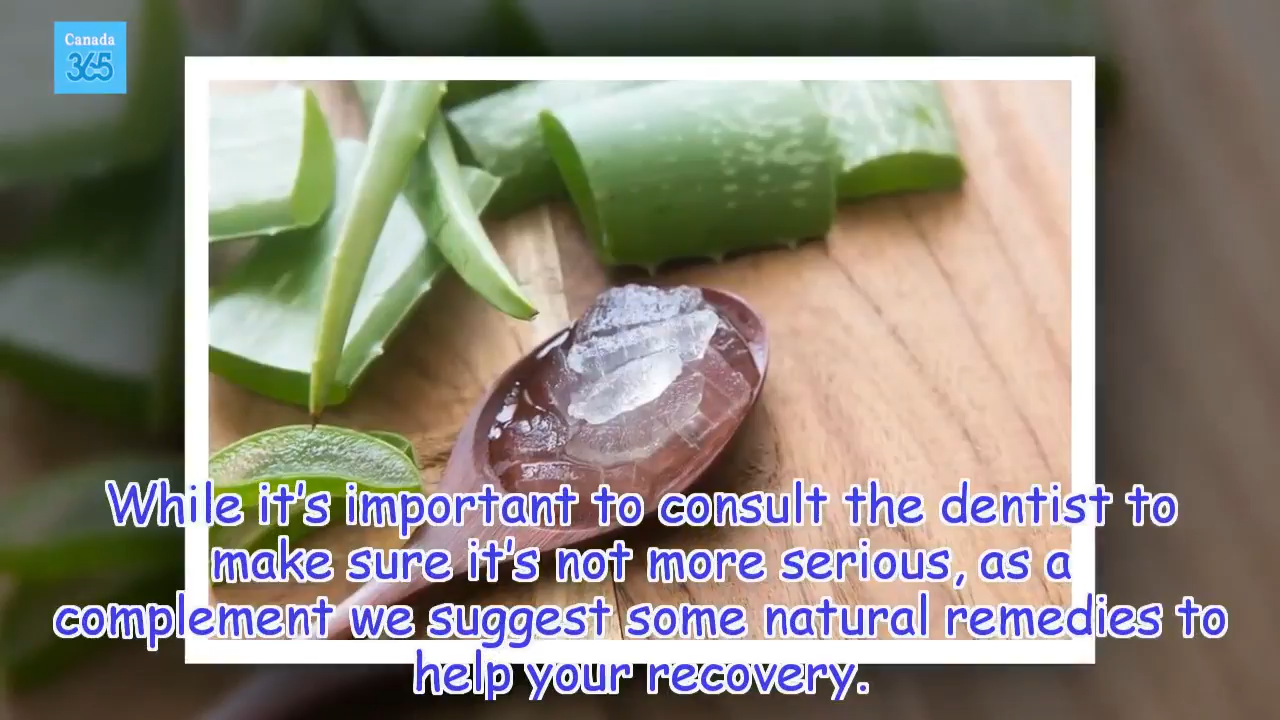 Canada
365
While it's important to consult the dentist to
make sure it's not more serious, as a
complement we suggest some natural remedies to
help your recovery.